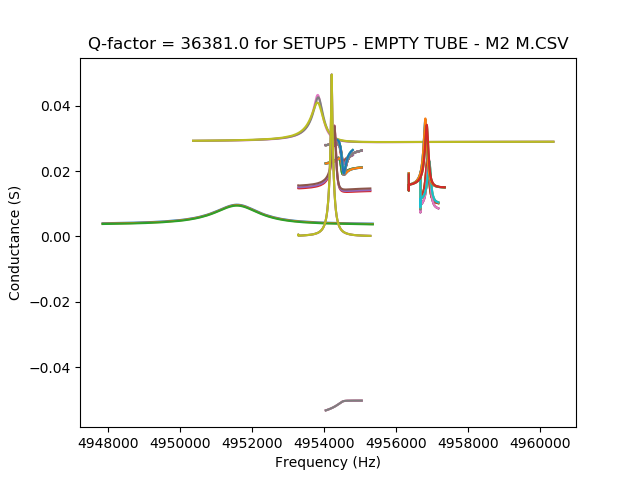 Q-factor = 36381.0 for SETUP5 - EMPTY TUBE - M2 M.CSV
0.04
0.02
0.00
−0.02
−0.04
Conductance (S)
4948000 4950000 4952000 4954000 4956000 4958000 4960000
Frequency (Hz)